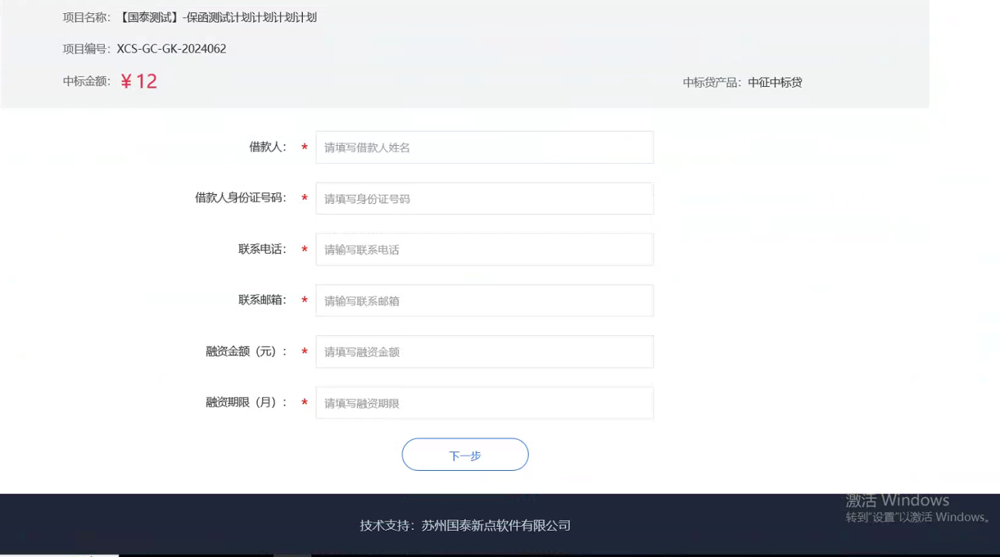 项目名称：【国泰测试】-保函测试计划计划计划计划
项目编号：XCS-GC-GK-2024062
中标金额：￥12 中标贷产品：中征中标贷
借款人：* 请填写借款人姓名
借款人身份证号码：* 请填写身份证号码
联系电话：* 请输写联系电话
联系邮箱：* 请输写联系邮箱
融资金额（元）：* 请填写融资金额
融资期限（月）：* 请填写融资期限
下一步
激活 Windows
转到"设置"以激活 Windows。
技术支持：苏州国泰新点软件有限公司